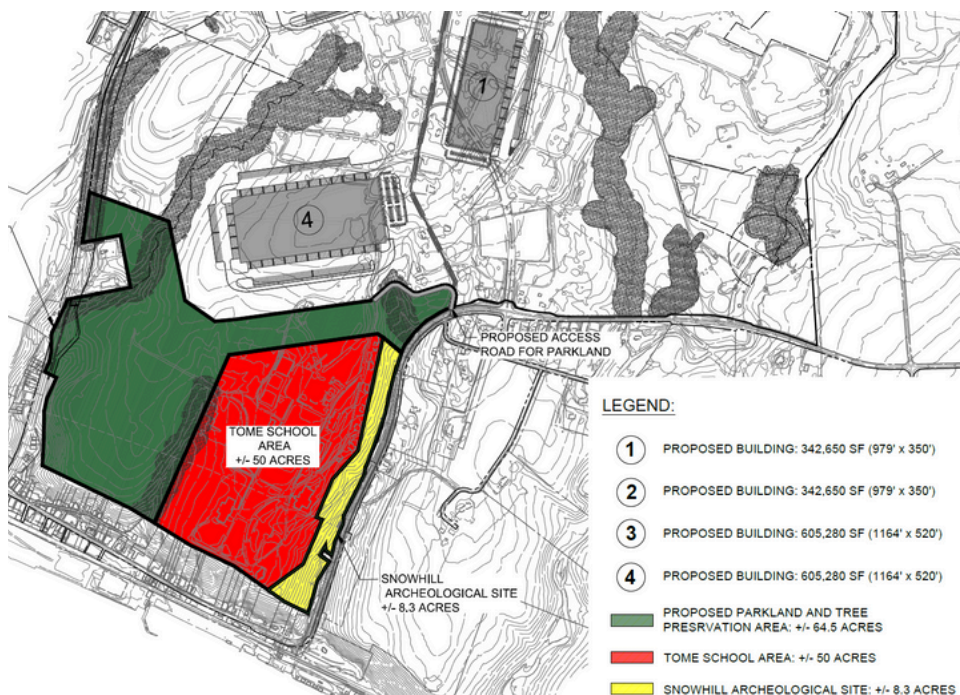 1
4
PROPOSED ACCESS
ROAD FOR PARKLAND
TOME SCHOOL
AREA
+/- 50 ACRES
SNOWHILL
ARCHEOLOGICAL SITE
+/- 8.3 ACRES
LEGEND:
1 PROPOSED BUILDING: 342,650 SF (979' x 350')
2 PROPOSED BUILDING: 342,650 SF (979' x 350')
3 PROPOSED BUILDING: 605,280 SF (1164' x 520')
4 PROPOSED BUILDING: 605,280 SF (1164' x 520')
PROPOSED PARKLAND AND TREE
PRESRVATION AREA: +/- 64.5 ACRES
TOME SCHOOL AREA: +/- 50 ACRES
SNOWHILL ARCHEOLOGICAL SITE: +/- 8.3 ACRES